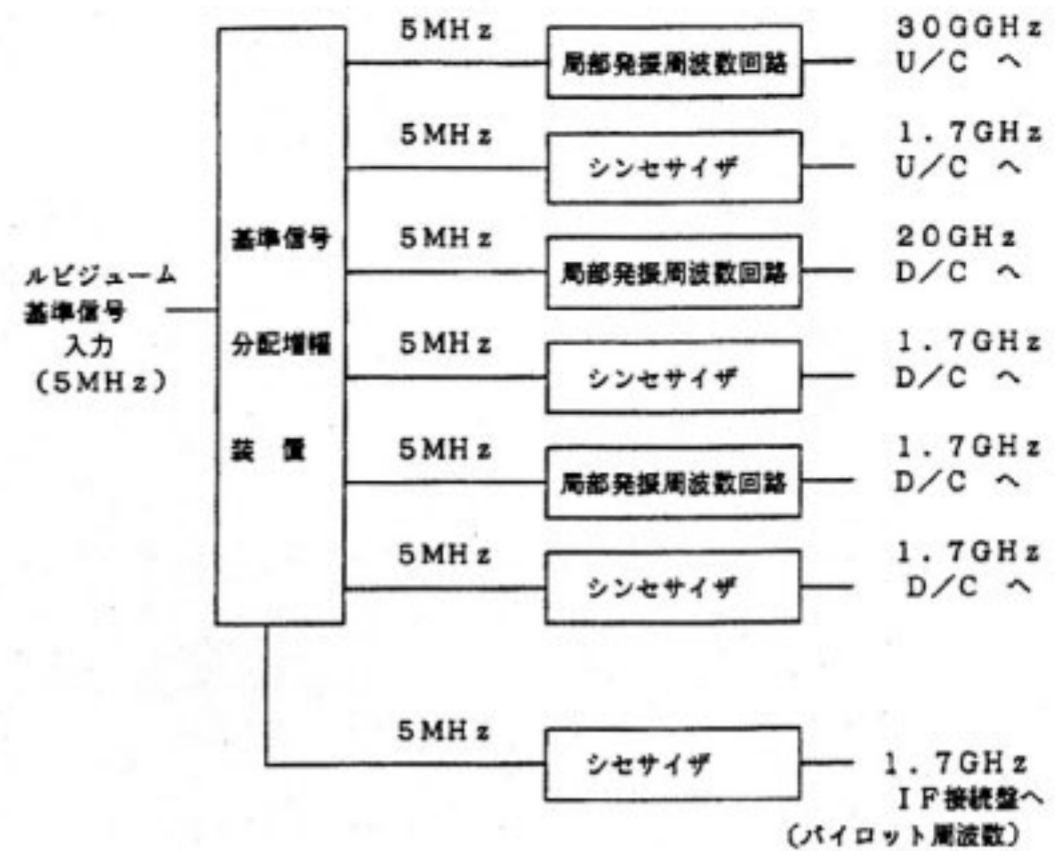 5MHz
局部発振周波数回路
30GGHz
U/C へ
5MHz
シンセサイザ
1.7GHz
U/C へ
ルビジューム
基準信号
入力
(5MHz)
基準信号
分配増幅
装 置
5MHz
局部発振周波数回路
20GHz
D/C へ
5MHz
シンセサイザ
1.7GHz
D/C へ
5MHz
局部発振周波数回路
1.7GHz
D/C へ
5MHz
シンセサイザ
1.7GHz
D/C へ
5MHz
シセサイザ
1.7GHz
IF接続盤へ
(パイロット周波数)